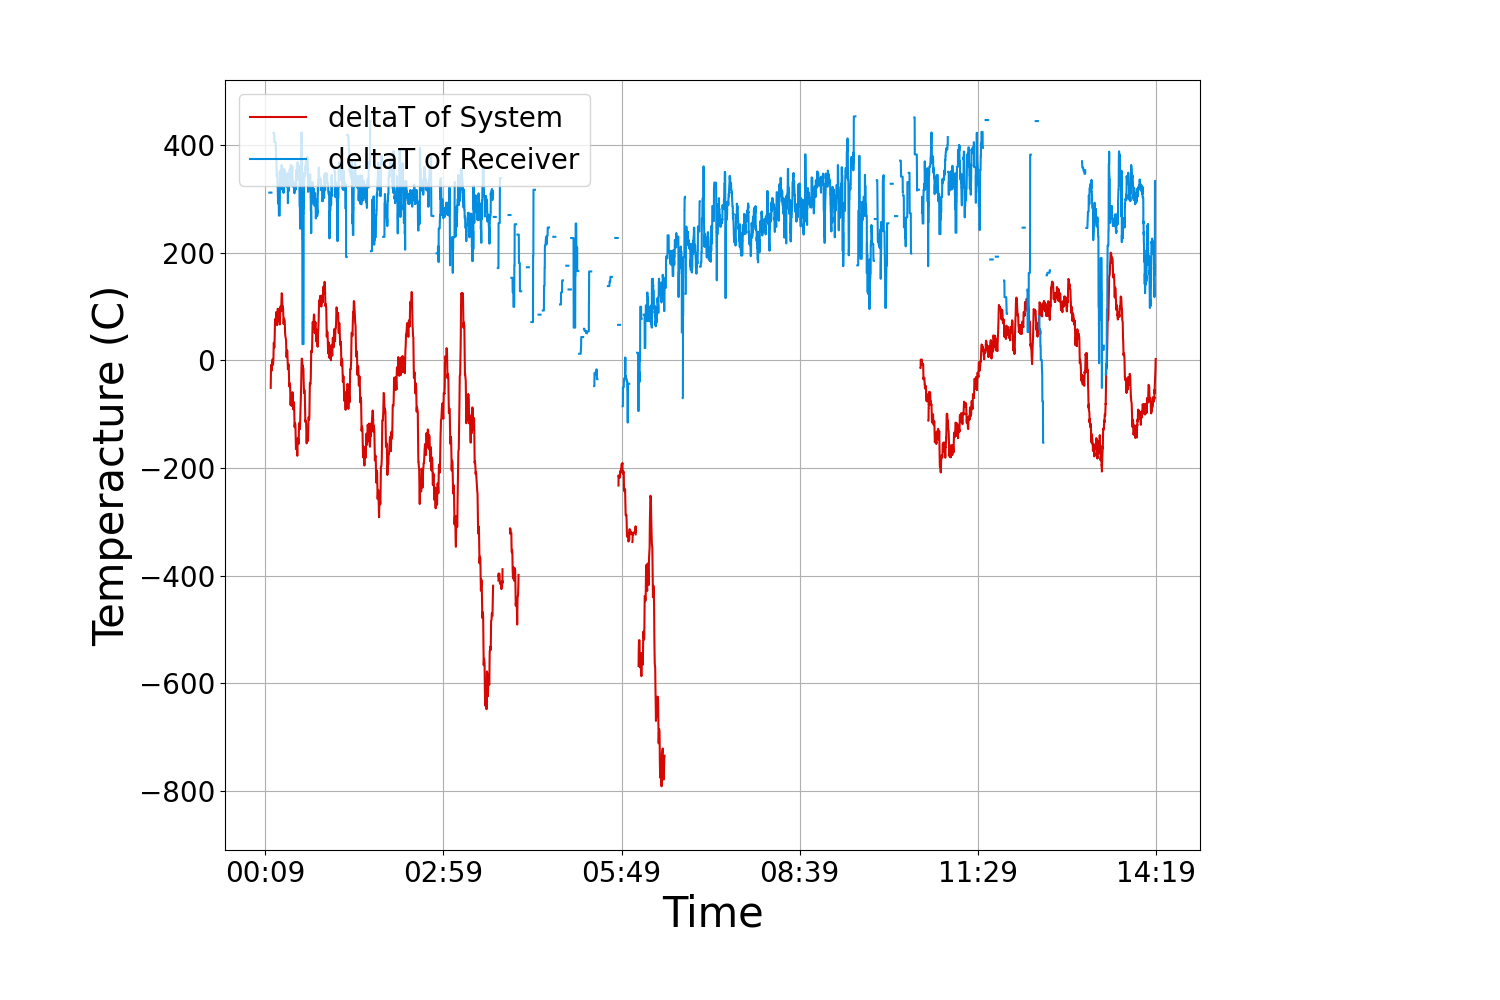 deltaT of System
deltaT of Receiver
400
200
0
−200
−400
−600
−800
Temperacture (C)
00:09 02:59 05:49 08:39 11:29 14:19
Time